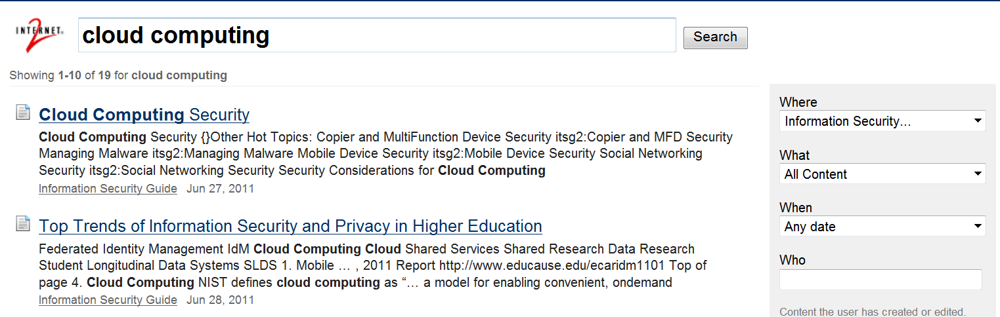 INTERNET 2
cloud computing
Search
Showing 1-10 of 19 for cloud computing
Cloud Computing Security
Cloud Computing Security {}Other Hot Topics: Copier and MultiFunction Device Security itsg2:Copier and MFD Security
Managing Malware itsg2:Managing Malware Mobile Device Security itsg2:Mobile Device Security Social Networking
Security itsg2:Social Networking Security Security Considerations for Cloud Computing
Information Security Guide Jun 27, 2011
Top Trends of Information Security and Privacy in Higher Education
Federated Identity Management IdM Cloud Computing Cloud Shared Services Shared Research Data Research
Student Longitudinal Data Systems SLDS 1. Mobile … , 2011 Report http://www.educause.edu/ecaridm1101 Top of
page 4. Cloud Computing NIST defines cloud computing as “… a model for enabling convenient, ondemand
Information Security Guide Jun 28, 2011
Where
Information Security…
What
All Content
When
Any date
Who
Content the user has created or edited.